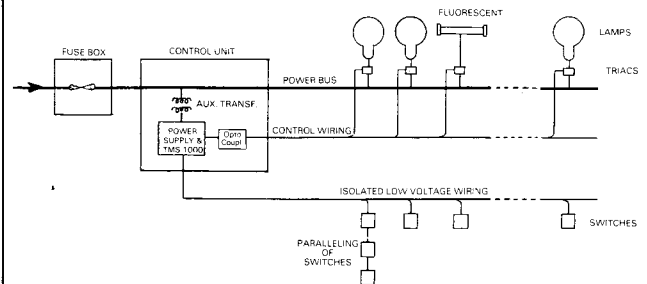 FLUORESCENT
LAMPS
FUSE BOX
CONTROL UNIT
TRIACS
POWER BUS
AUX. TRANSF.
POWER
SUPPLY &
TMS 1000
Opto
Coupl
CONTROL WIRING
ISOLATED LOW VOLTAGE WIRING
SWITCHES
PARALLELING
OF
SWITCHES